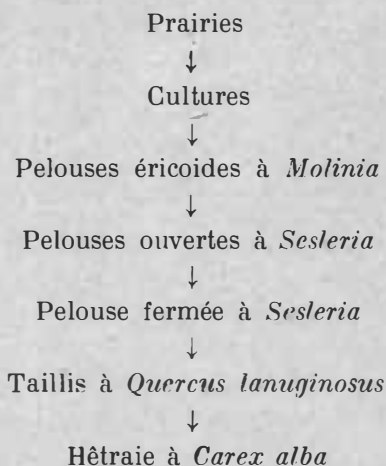 Prairies
↓
Cultures
↓
Pelouses éricoides à Molinia
↓
Pelouses ouvertes à Sesleria
↓
Pelouse fermée à Sesleria
↓
Taillis à Quercus lanuginosus
↓
Hêtraie à Carex alba